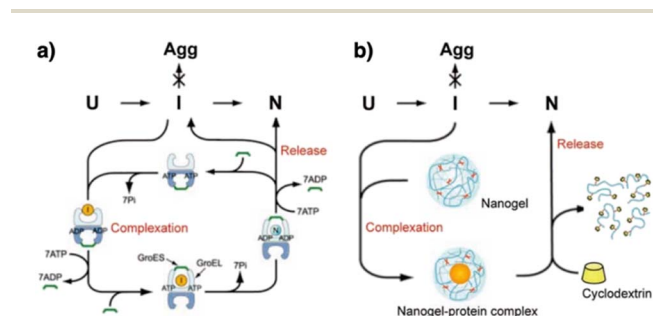 a)
Agg
U
I
N
Release
ATP ATP
7ADP
7Pi
7ATP
I
Complexation
ADP ADP
N
ADP ADP
GroES
GroEL
7Pi
7ATP
I
7ADP
ATP ATP
b)
Agg
U
I
N
Release
Nanogel
Complexation
Cyclodextrin
Nanogel-protein complex